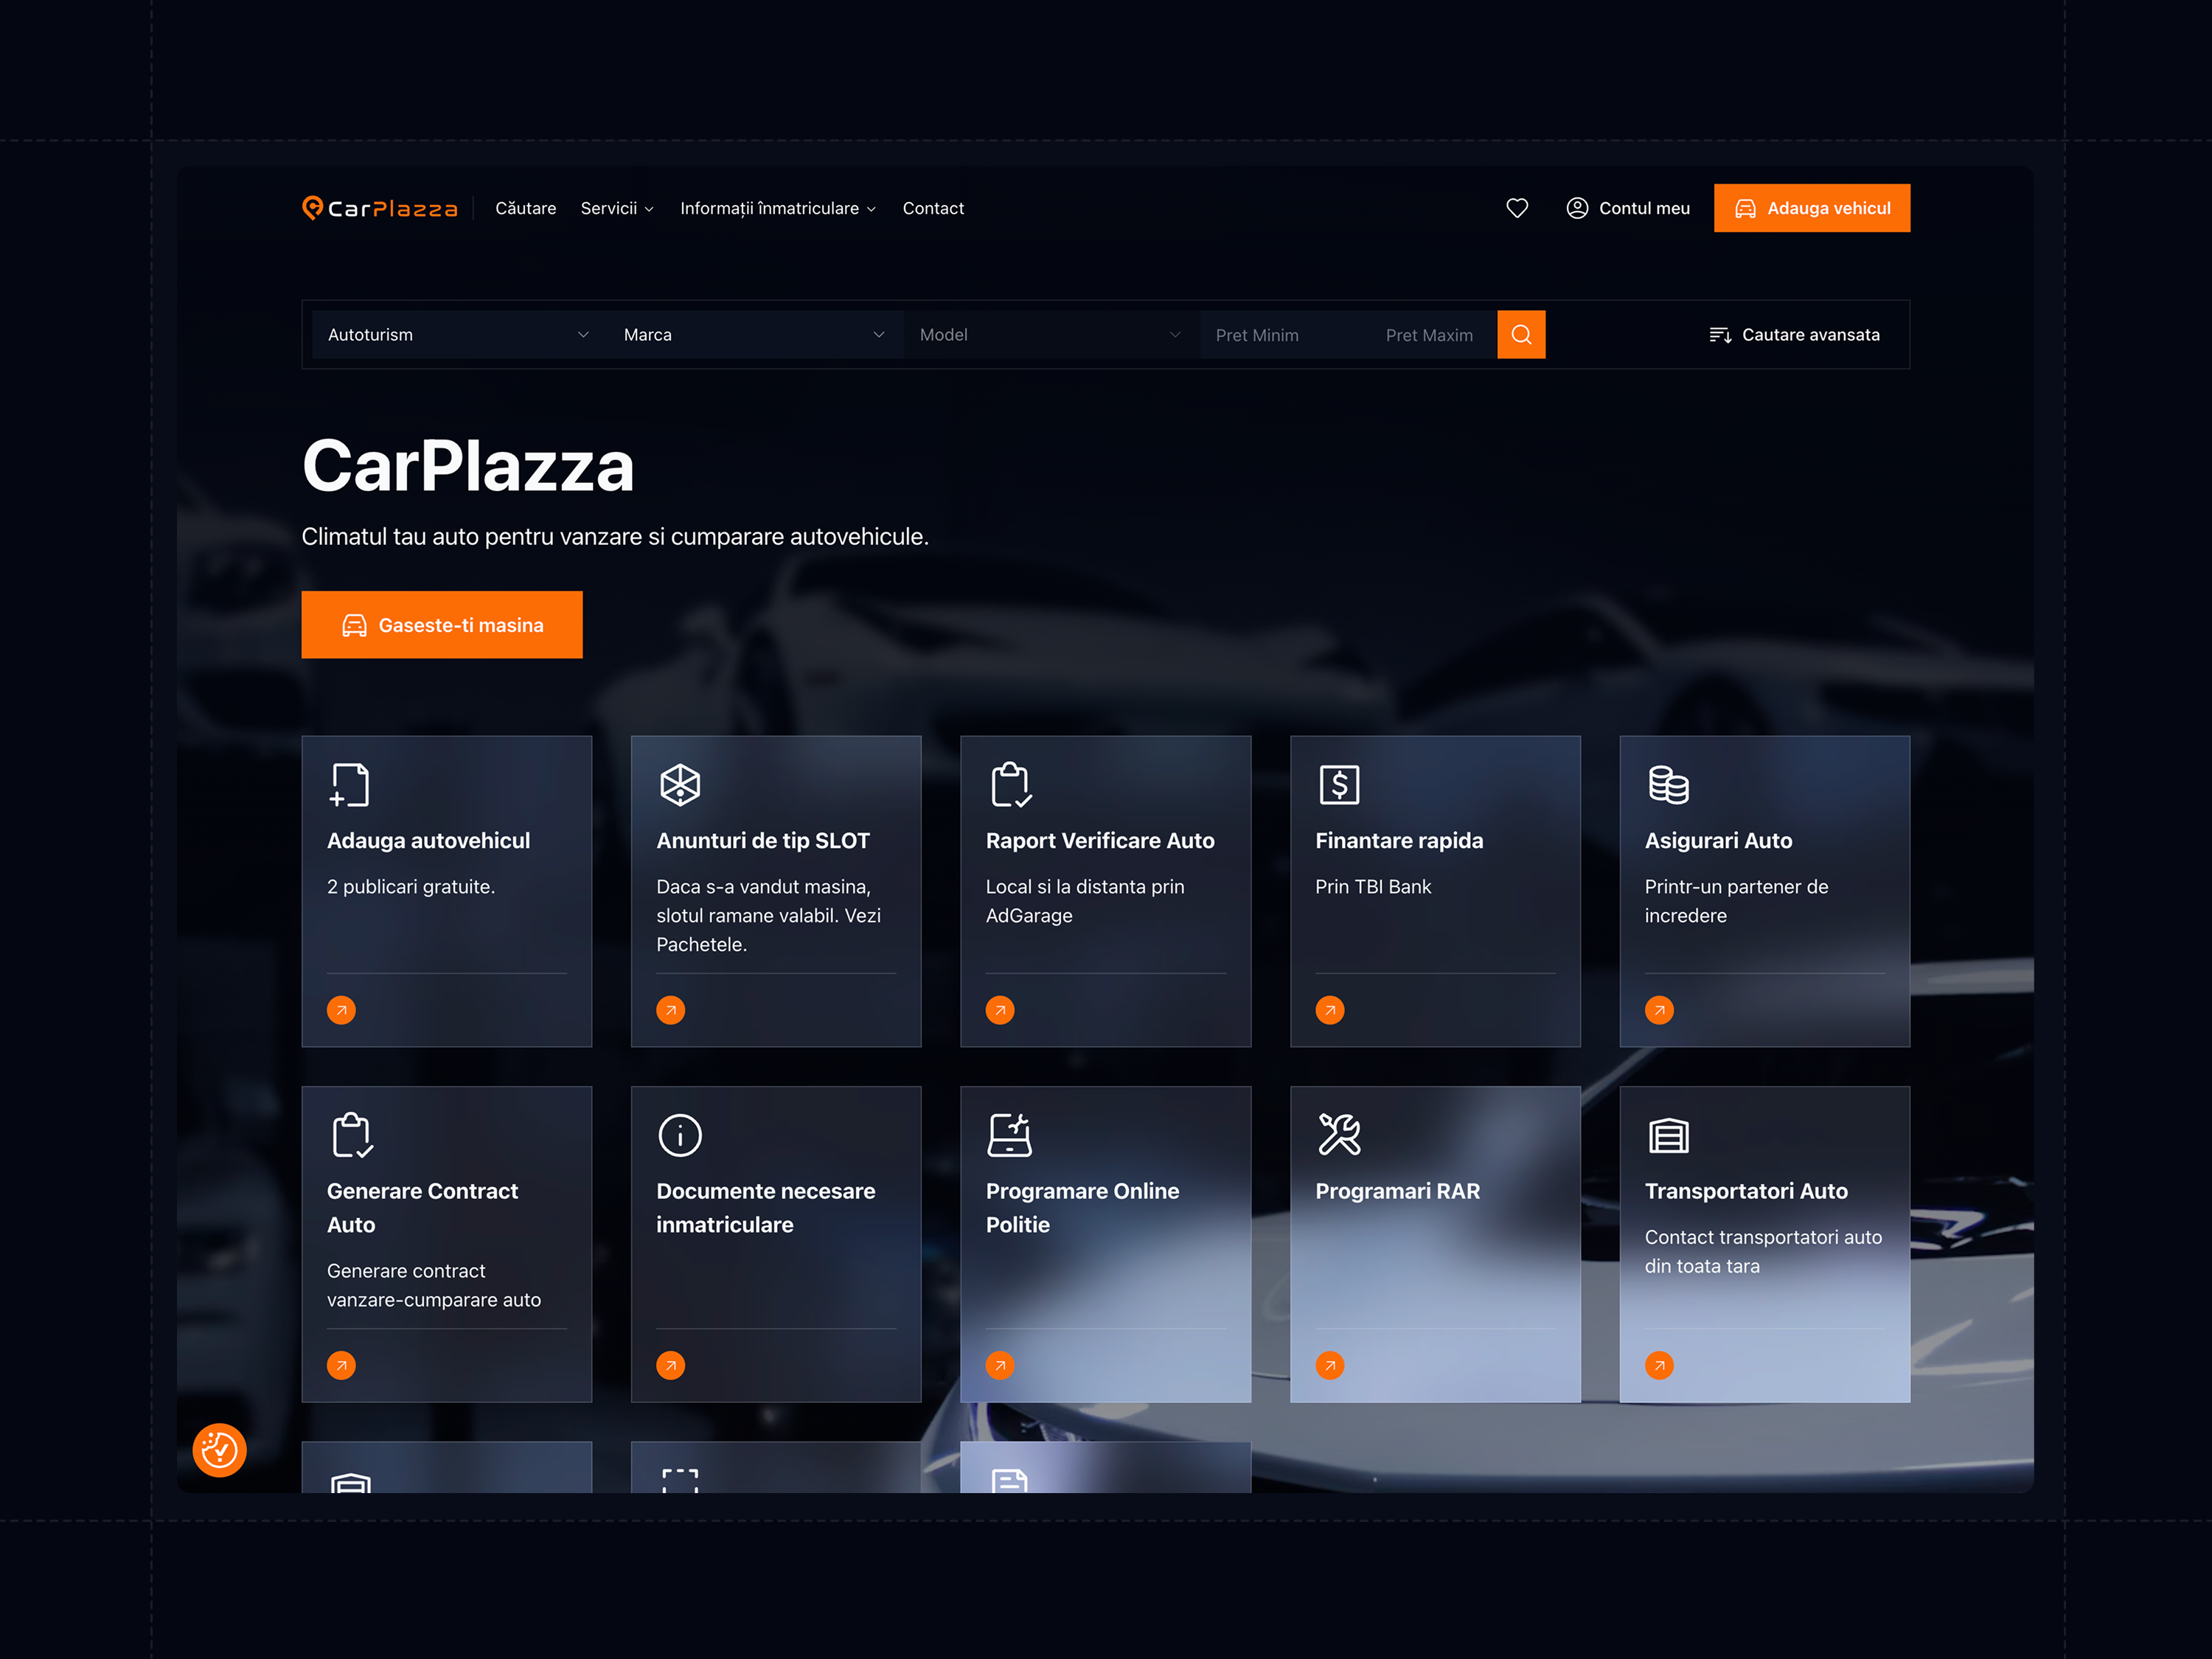 CarPlazza
Căutare
Servicii
Informații înmatriculare
Contact
Contul meu
Adauga vehicul
Autoturism
Marca
Model
Pret Minim
Pret Maxim
Cautare avansata
CarPlazza
Climatul tau auto pentru vanzare si cumparare autovehicule.
Gaseste-ti masina
Adauga autovehicul
2 publicari gratuite.
Anunturi de tip SLOT
Daca s-a vandut masina,
slotul ramane valabil. Vezi
Pachetele.
Raport Verificare Auto
Local si la distanta prin
AdGarage
Finantare rapida
Prin TBI Bank
Asigurari Auto
Printr-un partener de
incredere
Generare Contract
Auto
Generare contract
vanzare-cumparare auto
Documente necesare
inmatriculare
Programare Online
Politie
Programari RAR
Transportatori Auto
Contact transportatori auto
din toata tara